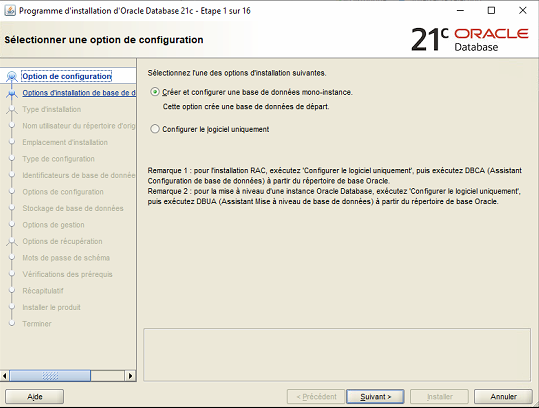 Programme d'installation d'Oracle Database 21c - Etape 1 sur 16
Sélectionner une option de configuration
21c ORACLE
Database
Option de configuration
Options d'installation de base de d
Type d'installation
Nom utilisateur du répertoire d'orig
Emplacement d'installation
Type de configuration
Identificateurs de base de donnée
Options de configuration
Stockage de base de données
Options de gestion
Options de récupération
Mots de passe de schéma
Vérifications des prérequis
Récapitulatif
Installer le produit
Terminer
Sélectionnez l'une des options d'installation suivantes.
Créer et configurer une base de données mono-instance.
Cette option crée une base de données de départ.
Configurer le logiciel uniquement
Remarque 1 : pour l'installation RAC, exécutez 'Configurer le logiciel uniquement', puis exécutez DBCA (Assistant
Configuration de base de données) à partir du répertoire de base Oracle.
Remarque 2 : pour la mise à niveau d'une instance Oracle Database, exécutez 'Configurer le logiciel uniquement',
puis exécutez DBUA (Assistant Mise à niveau de base de données) à partir du répertoire de base Oracle.
Aide
< Précédent
Suivant >
Installer
Annuler